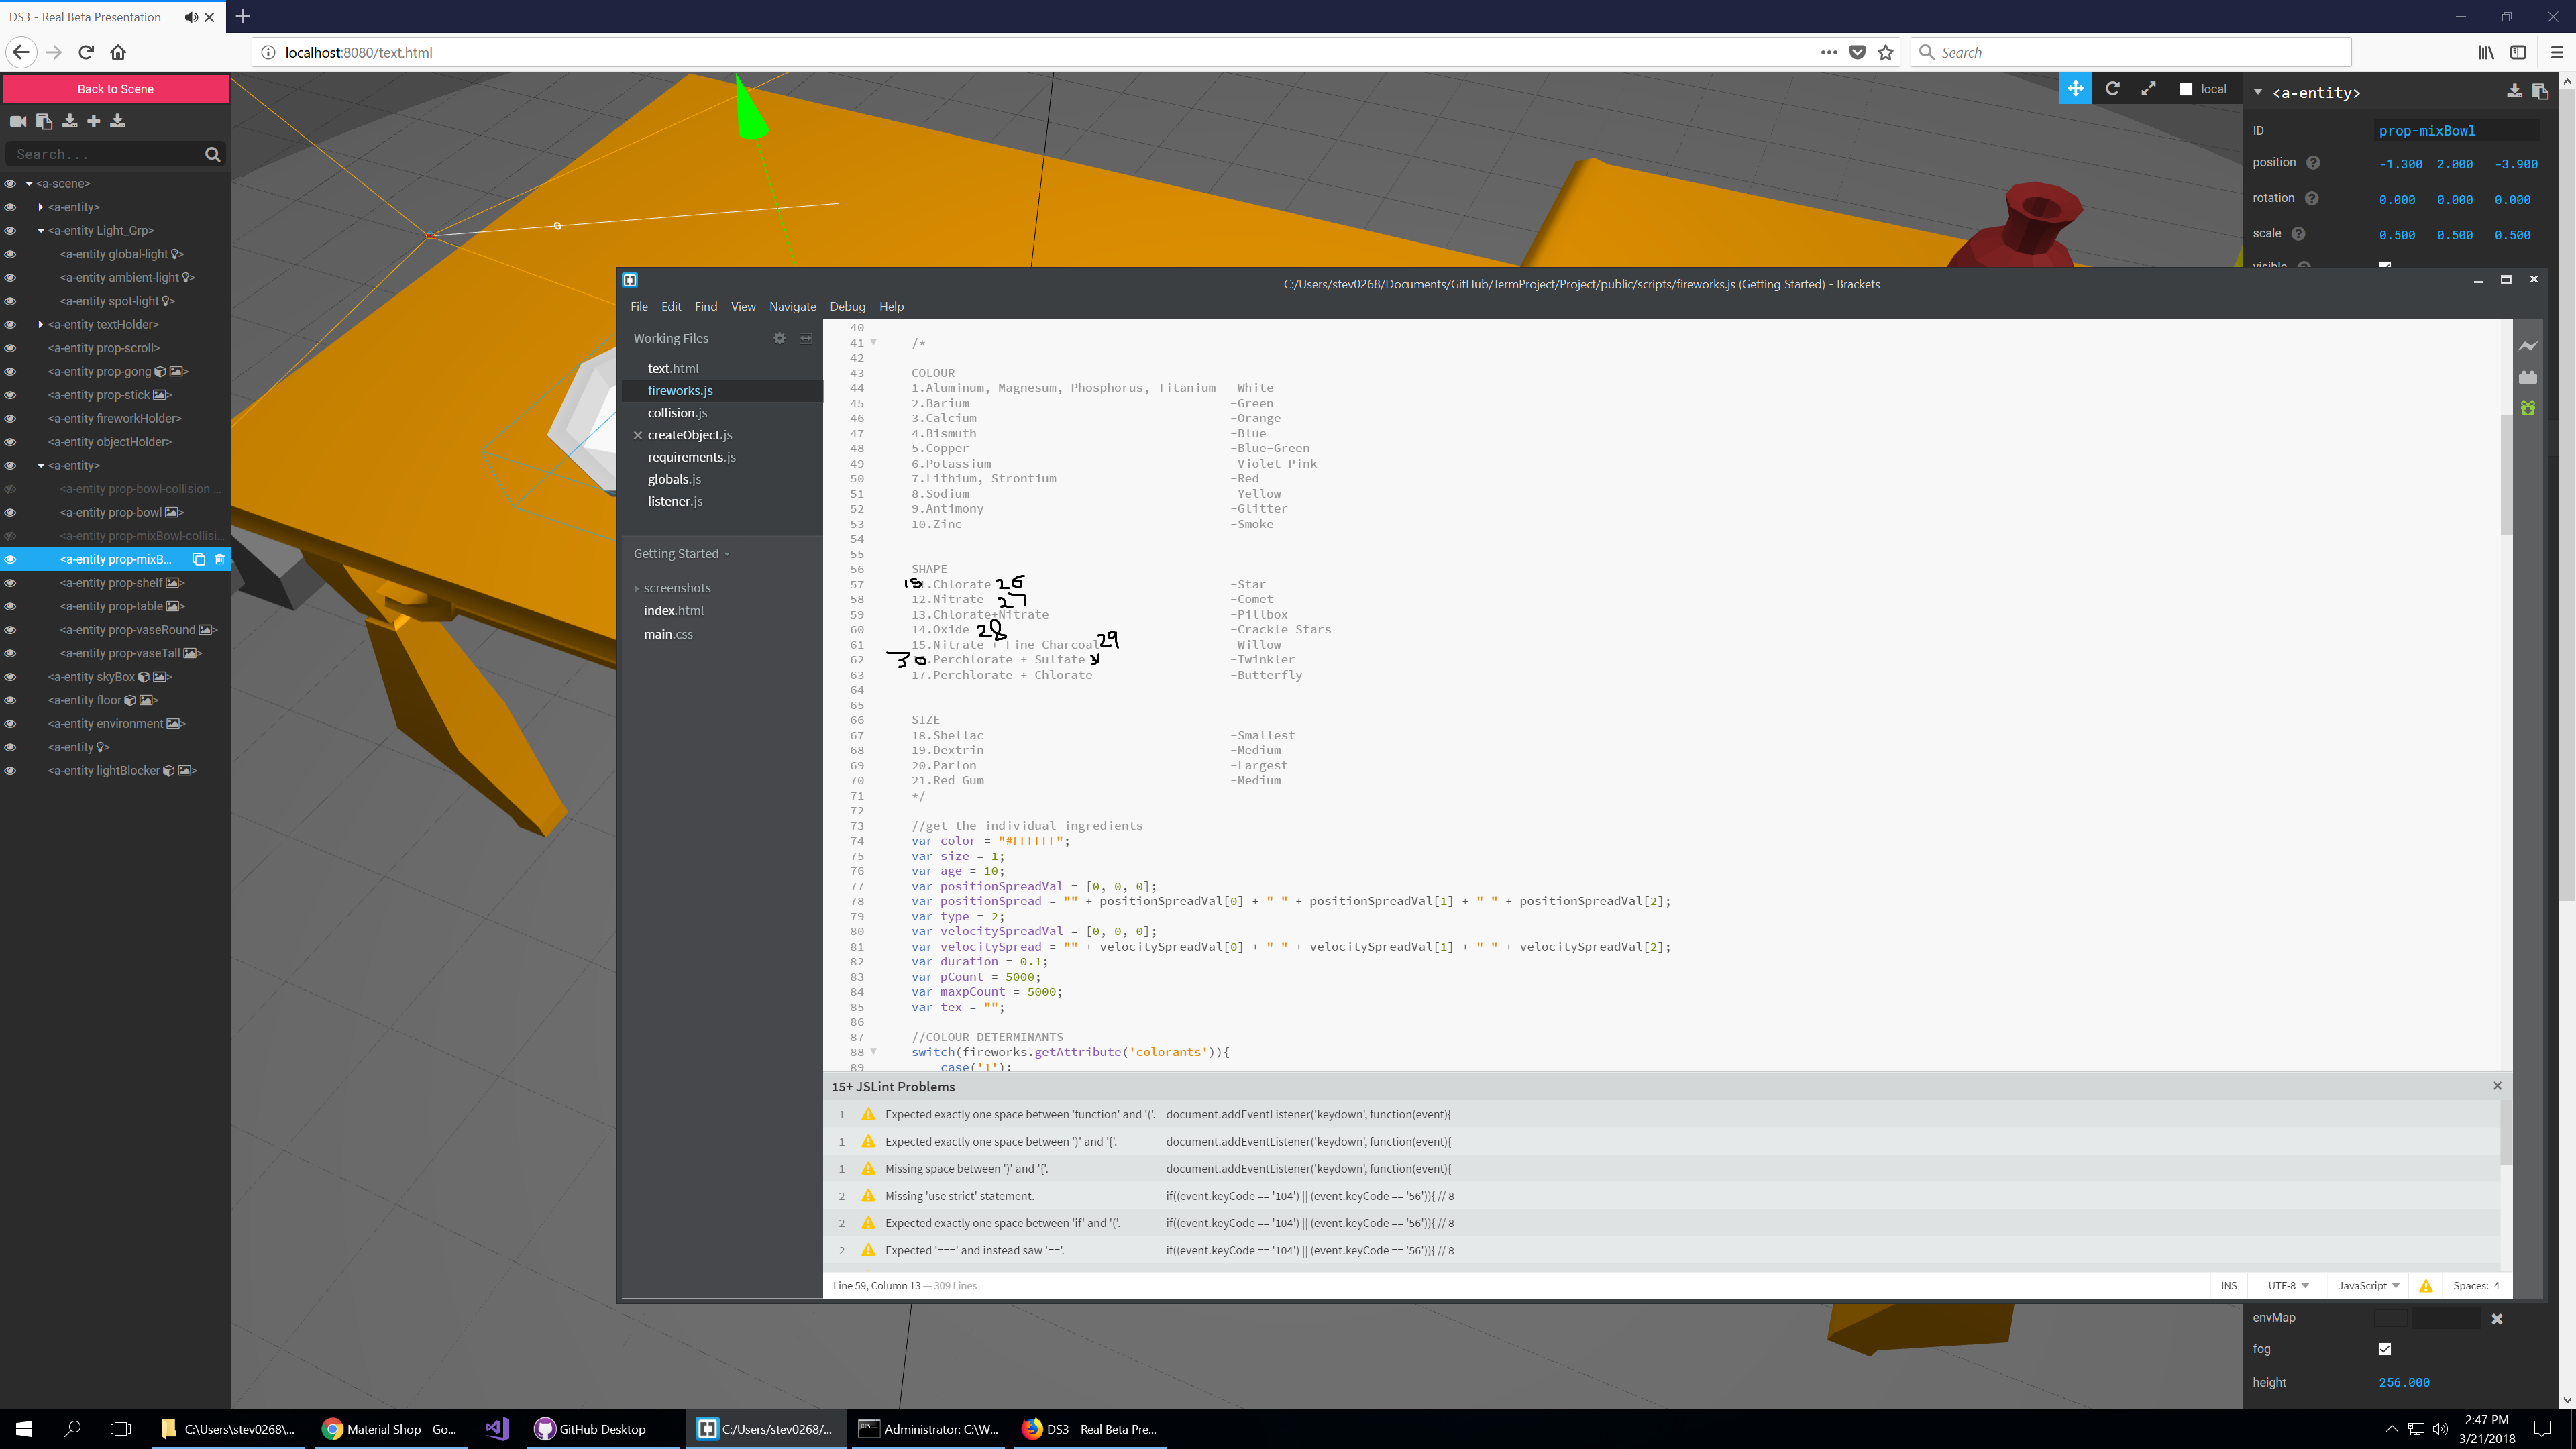 DS3 - Real Beta Presentation
localhost:8080/text.html
Search
Back to Scene
Search...
<a-scene>
<a-entity>
<a-entity Light_Grp>
<a-entity global-light >
<a-entity ambient-light >
<a-entity spot-light >
<a-entity textHolder>
<a-entity prop-scroll>
<a-entity prop-gong >
<a-entity prop-stick >
<a-entity fireworkHolder>
<a-entity objectHolder>
<a-entity>
<a-entity prop-bowl-collision ...
<a-entity prop-bowl >
<a-entity prop-mixBowl-collisi...
<a-entity prop-mixB...
<a-entity prop-shelf >
<a-entity prop-table >
<a-entity prop-vaseRound >
<a-entity prop-vaseTall >
<a-entity skyBox >
<a-entity floor >
<a-entity environment >
<a-entity >
<a-entity lightBlocker >
local
<a-entity>
ID prop-mixBowl
position -1.300 2.000 -3.900
rotation 0.000 0.000 0.000
scale 0.500 0.500 0.500
visible
C:/Users/stev0268/Documents/GitHub/TermProject/Project/public/scripts/fireworks.js (Getting Started) - Brackets
File Edit Find View Navigate Debug Help
Working Files
text.html
fireworks.js
collision.js
createObject.js
requirements.js
globals.js
listener.js
Getting Started
screenshots
index.html
main.css
40
41 /*
42
43 COLOUR
44 1.Aluminum, Magnesum, Phosphorus, Titanium -White
45 2.Barium -Green
46 3.Calcium -Orange
47 4.Bismuth -Blue
48 5.Copper -Blue-Green
49 6.Potassium -Violet-Pink
50 7.Lithium, Strontium -Red
51 8.Sodium -Yellow
52 9.Antimony -Glitter
53 10.Zinc -Smoke
54
55
56 SHAPE
57 .Chlorate 26 -Star
58 12.Nitrate 27 -Comet
59 13.Chlorate+Nitrate -Pillbox
60 14.Oxide 28 -Crackle Stars
61 15.Nitrate + Fine Charcoal 29 -Willow
62 30 .Perchlorate + Sulfate -Twinkler
63 17.Perchlorate + Chlorate -Butterfly
64
65
66 SIZE
67 18.Shellac -Smallest
68 19.Dextrin -Medium
69 20.Parlon -Largest
70 21.Red Gum -Medium
71 */
72
73 //get the individual ingredients
74 var color = "#FFFFFF";
75 var size = 1;
76 var age = 10;
77 var positionSpreadVal = [0, 0, 0];
78 var positionSpread = "" + positionSpreadVal[0] + " " + positionSpreadVal[1] + " " + positionSpreadVal[2];
79 var type = 2;
80 var velocitySpreadVal = [0, 0, 0];
81 var velocitySpread = "" + velocitySpreadVal[0] + " " + velocitySpreadVal[1] + " " + velocitySpreadVal[2];
82 var duration = 0.1;
83 var pCount = 5000;
84 var maxpCount = 5000;
85 var tex = "";
86
87 //COLOUR DETERMINANTS
88 switch(fireworks.getAttribute('colorants')){
89 case('1'):
15+ JSLint Problems
1 Expected exactly one space between 'function' and '('. document.addEventListener('keydown', function(event){
1 Expected exactly one space between ')' and '{'. document.addEventListener('keydown', function(event){
1 Missing space between ')' and '{'. document.addEventListener('keydown', function(event){
2 Missing 'use strict' statement. if((event.keyCode == '104') || (event.keyCode == '56')){ // 8
2 Expected exactly one space between 'if' and '('. if((event.keyCode == '104') || (event.keyCode == '56')){ // 8
2 Expected '===' and instead saw '=='. if((event.keyCode == '104') || (event.keyCode == '56')){ // 8
Line 59, Column 13 — 309 Lines
INS UTF-8 JavaScript Spaces: 4
envMap
fog
height 256.000
C:\Users\stev0268\...
Material Shop - Go...
GitHub Desktop
C:/Users/stev0268/...
Administrator: C:\W...
DS3 - Real Beta Pre...
2:47 PM
3/21/2018